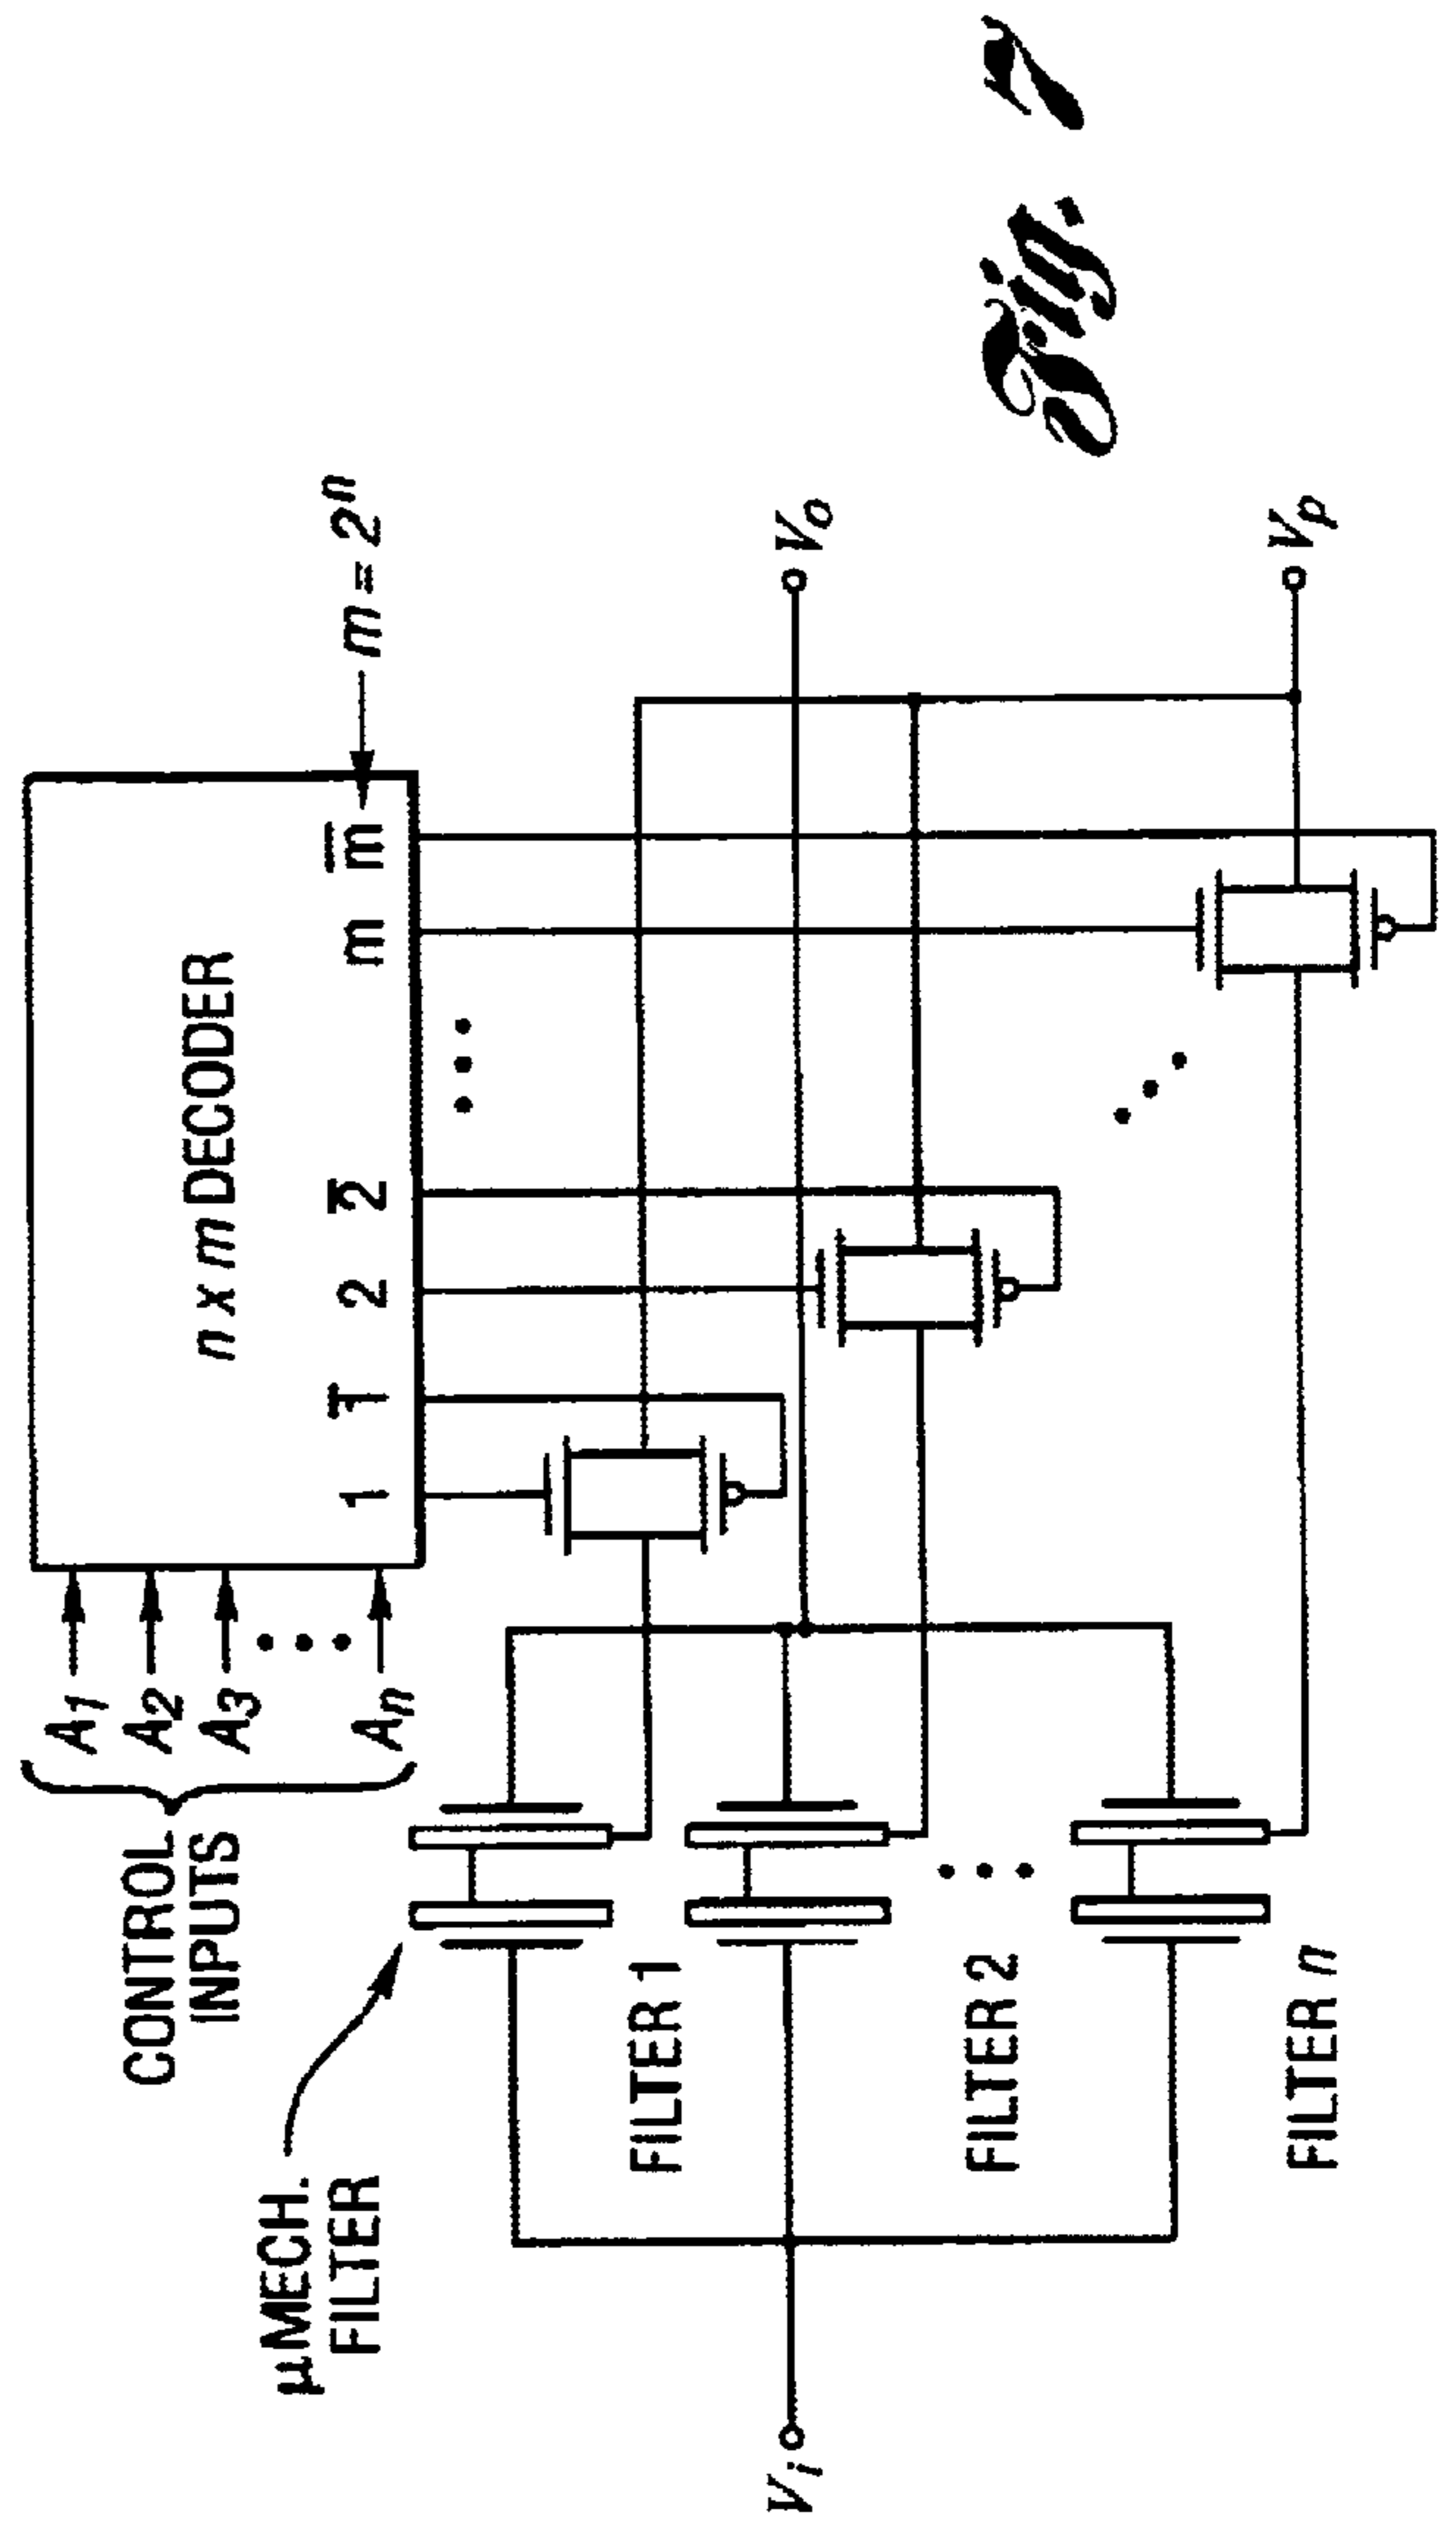 CONTROL
INPUTS
A1
A2
A3
An
n x m DECODER
1 1̅ 2 2̅ m m̅
m = 2ⁿ
μMECH.
FILTER
FILTER 1
FILTER 2
FILTER n
Vi
Vo
Vp
Fig. 7